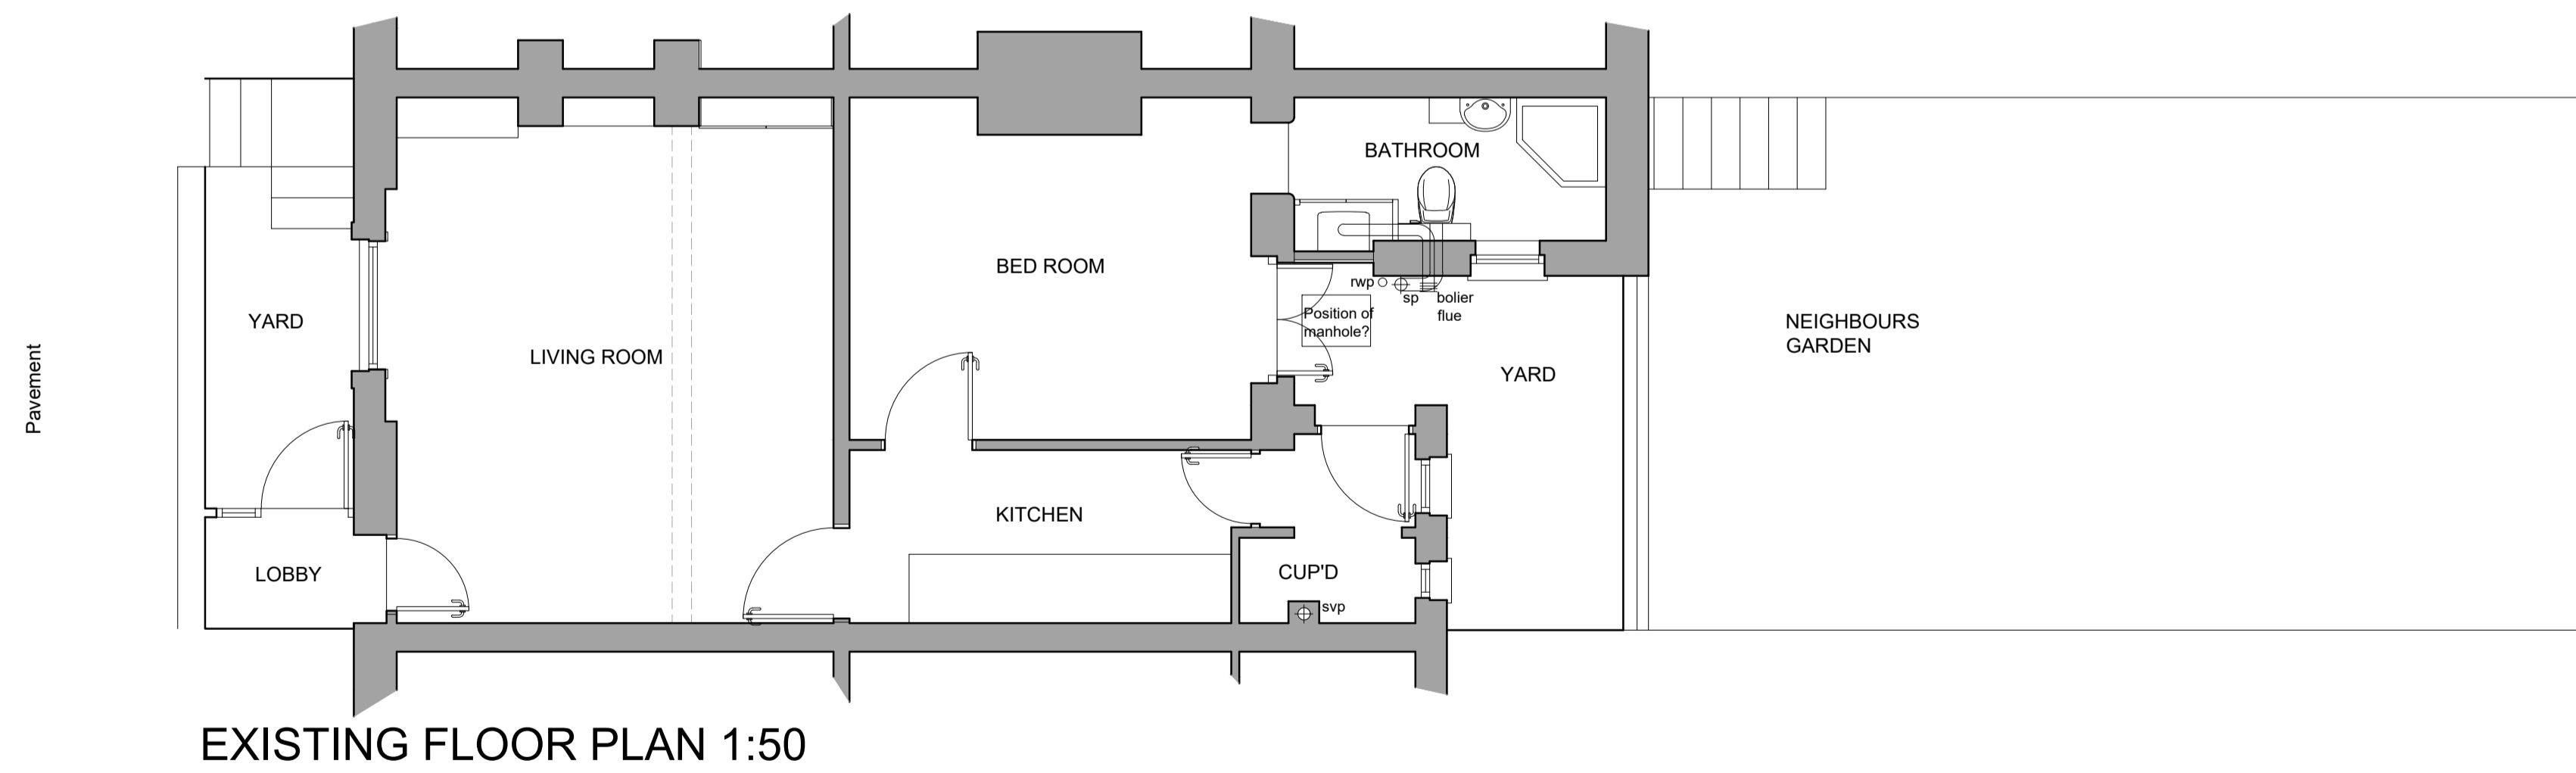 Pavement
YARD
LOBBY
LIVING ROOM
BED ROOM
KITCHEN
BATHROOM
rwp
sp
bolier
flue
Position of
manhole?
YARD
CUP'D
svp
NEIGHBOURS
GARDEN
EXISTING FLOOR PLAN 1:50